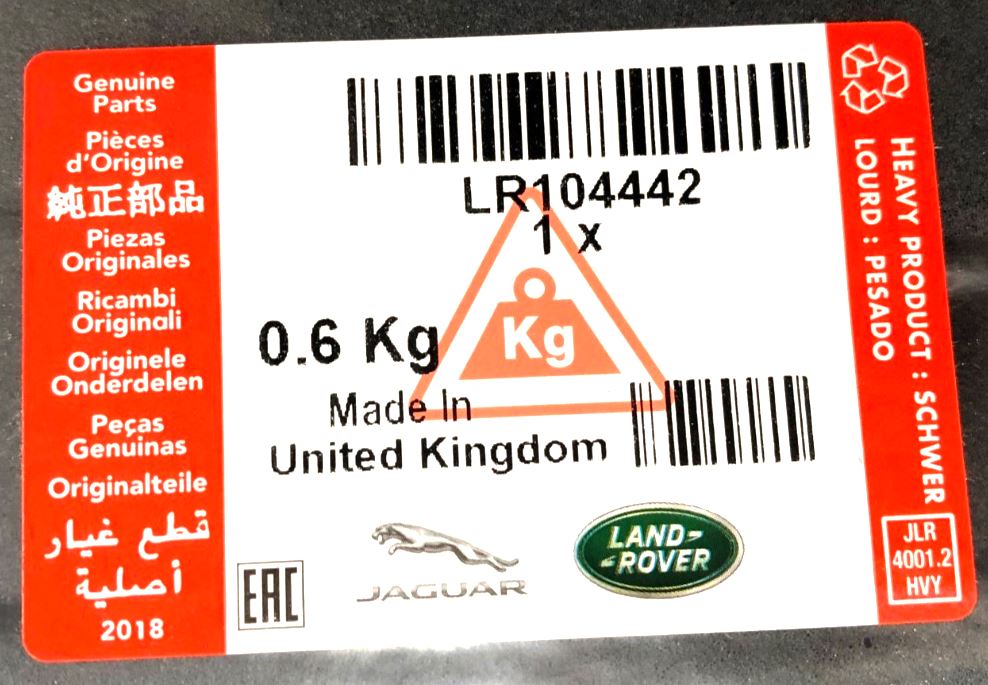 Genuine
Parts
Pièces
d'Origine
純正部品
Piezas
Originales
Ricambi
Originali
Originele
Onderdelen
Peças
Genuinas
Originalteile
قطع غيار
أصلية
2018
LR104442
1 x
Kg
0.6 Kg
Made In
United Kingdom
EAC
JAGUAR
LAND-
-ROVER
HEAVY PRODUCT : SCHWER
LOURD : PESADO
JLR
4001.2
HVY